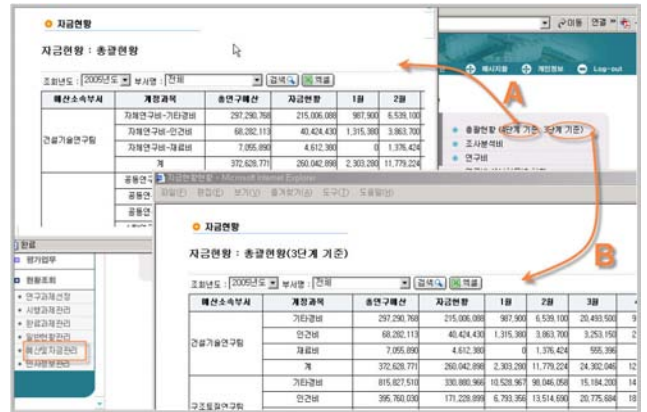 자금현황
자금현황 : 총괄현황
조회년도 : 2005년도 부서명 : 전체 검색 엑셀
예산소속부서 계정과목 총연구예산 자금현황 1월 2월
자체연구비-기타경비 297,290,768 215,006,088 987,900 6,539,100
건설기술연구팀 자체연구비-인건비 68,282,113 40,424,430 1,315,380 3,863,700
자체연구비-재료비 7,055,890 4,612,380 0 1,376,424
계 372,628,771 260,042,898 2,303,280 11,779,224
공동연
공동연
공동연
이동 연결
메시지함 개인정보 Log-out
A
총괄현황 (4단계 기준, 3단계 기준)
조사분석비
연구비
자금현황현황 - Microsoft Internet Explorer
파일(F) 편집(E) 보기(V) 즐겨찾기(A) 도구(T) 도움말(H)
자금현황
자금현황 : 총괄현황(3단계 기준)
B
조회년도 : 2005년도 부서명 : 전체 검색 엑셀
예산소속부서 계정과목 총연구예산 자금현황 1월 2월 3월
기타경비 297,290,768 215,006,088 987,900 6,539,100 20,493,500
건설기술연구팀 인건비 68,282,113 40,424,430 1,315,380 3,863,700 3,253,150
재료비 7,055,890 4,612,380 0 1,376,424 555,396
계 372,628,771 260,042,898 2,303,280 11,779,224 24,302,046
기타경비 815,827,510 330,880,966 10,528,967 98,046,058 15,184,200
구조토질연구팀 인건비 395,760,030 171,228,899 6,793,356 13,514,690 20,775,684
완료
평가업무
현황조회
연구과제선정
시행과제관리
완료과제관리
일반현황관리
예산및자금관리
인사정보관리